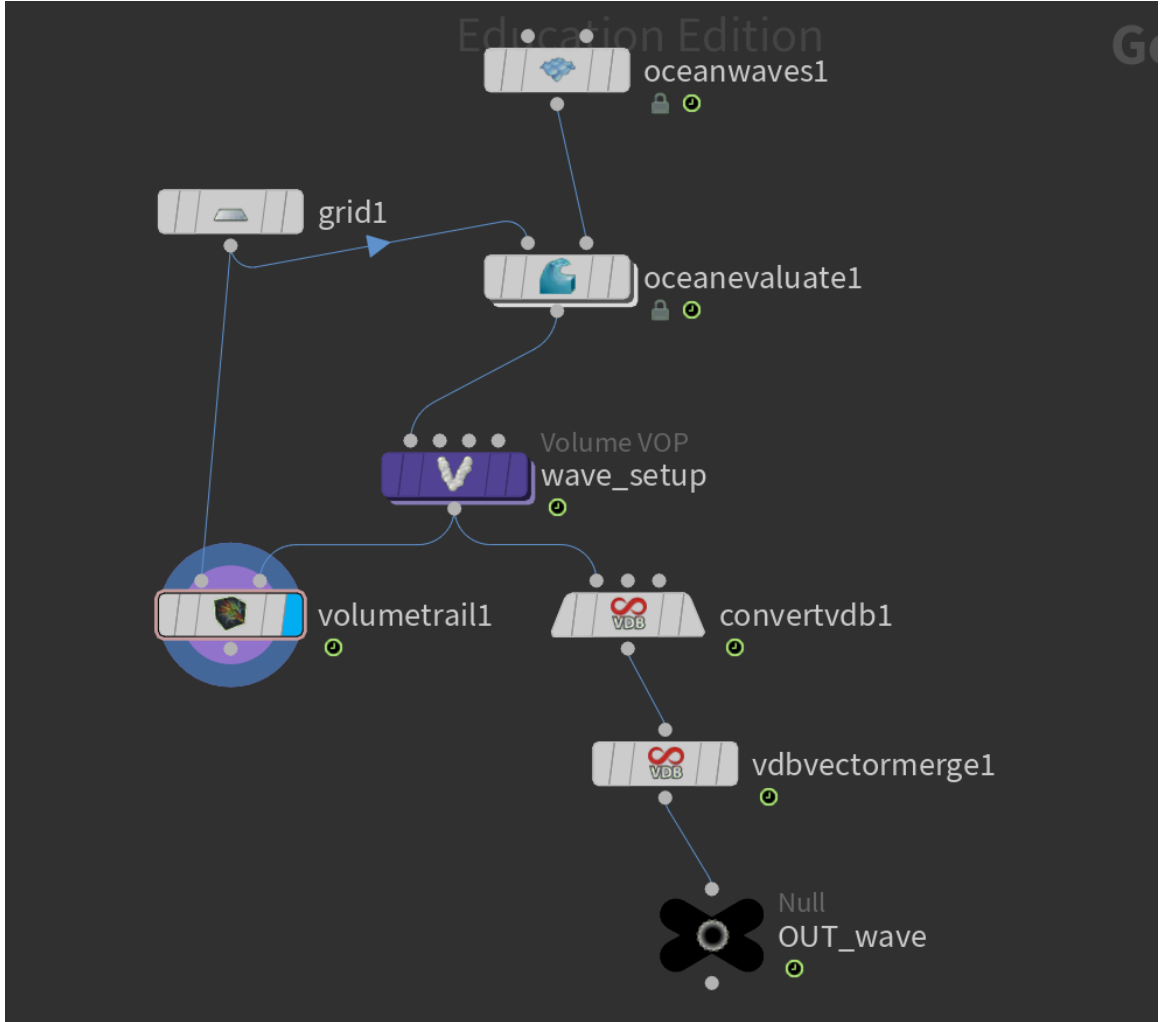 Education Edition
oceanwaves1
grid1
oceanevaluate1
Volume VOP
wave_setup
volumetrail1
VDB
convertvdb1
VDB
vdbvectormerge1
Null
OUT_wave